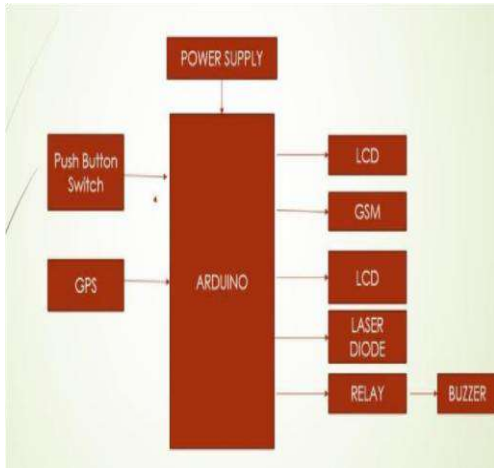 POWER SUPPLY
Push Button
Switch
GPS
ARDUINO
LCD
GSM
LCD
LASER
DIODE
RELAY
BUZZER